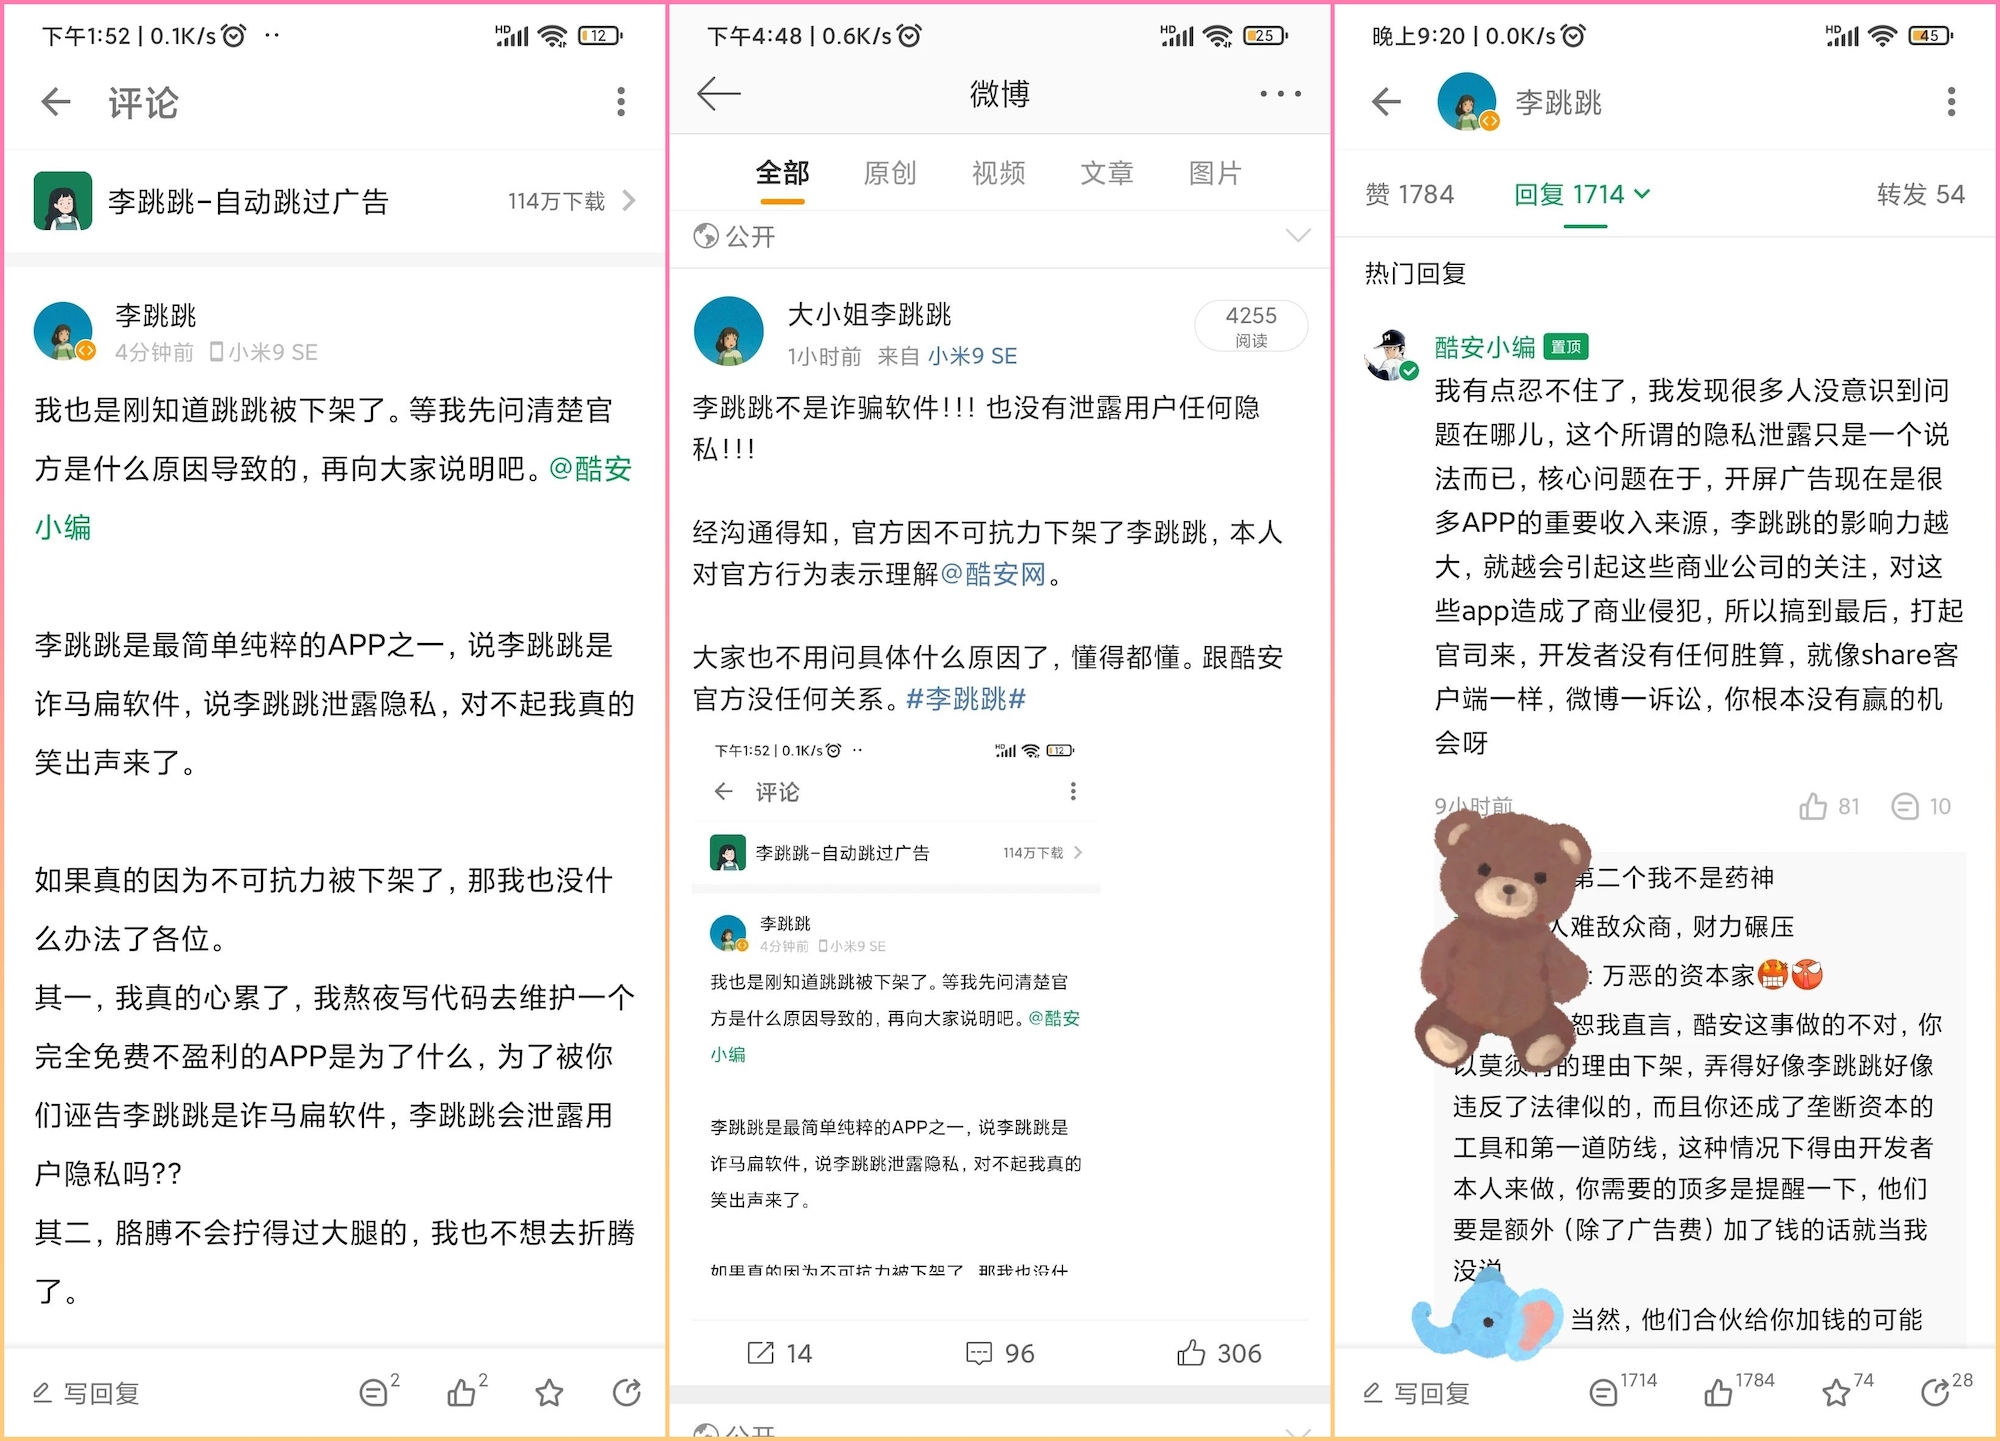 下午1:52 | 0.1K/s
HD
12
评论
李跳跳-自动跳过广告
114万下载
李跳跳
4分钟前 小米9 SE
我也是刚知道跳跳被下架了。等我先问清楚官
方是什么原因导致的，再向大家说明吧。@酷安
小编
李跳跳是最简单纯粹的APP之一，说李跳跳是
诈马扁软件，说李跳跳泄露隐私，对不起我真的
笑出声来了。
如果真的因为不可抗力被下架了，那我也没什
么办法了各位。
其一，我真的心累了，我熬夜写代码去维护一个
完全免费不盈利的APP是为了什么，为了被你
们诬告李跳跳是诈马扁软件，李跳跳会泄露用
户隐私吗??
其二，胳膊不会拧得过大腿的，我也不想去折腾
了。
写回复
2
2
下午4:48 | 0.6K/s
HD
25
微博
全部 原创 视频 文章 图片
公开
大小姐李跳跳
1小时前 来自 小米9 SE
4255
阅读
李跳跳不是诈骗软件!!! 也没有泄露用户任何隐
私!!!
经沟通得知，官方因不可抗力下架了李跳跳，本人
对官方行为表示理解@酷安网。
大家也不用问具体什么原因了，懂得都懂。跟酷安
官方没任何关系。#李跳跳#
下午1:52 | 0.1K/s
HD
12
评论
李跳跳-自动跳过广告
114万下载
李跳跳
4分钟前 小米9 SE
我也是刚知道跳跳被下架了。等我先问清楚官
方是什么原因导致的，再向大家说明吧。@酷安
小编
李跳跳是最简单纯粹的APP之一，说李跳跳是
诈马扁软件，说李跳跳泄露隐私，对不起我真的
笑出声来了。
如果真的因为不可抗力被下架了，那我也没什
14
96
306
公开
晚上9:20 | 0.0K/s
HD
45
李跳跳
赞 1784
回复 1714
转发 54
热门回复
酷安小编 置顶
我有点忍不住了，我发现很多人没意识到问
题在哪儿，这个所谓的隐私泄露只是一个说
法而已，核心问题在于，开屏广告现在是很
多APP的重要收入来源，李跳跳的影响力越
大，就越会引起这些商业公司的关注，对这
些app造成了商业侵犯，所以搞到最后，打起
官司来，开发者没有任何胜算，就像share客
户端一样，微博一诉讼，你根本没有赢的机
会呀
9小时前
81
10
第二个我不是药神
人难敌众商，财力碾压
: 万恶的资本家
恕我直言，酷安这事做的不对，你
以莫须有的理由下架，弄得好像李跳跳好像
违反了法律似的，而且你还成了垄断资本的
工具和第一道防线，这种情况下得由开发者
本人来做，你需要的顶多是提醒一下，他们
要是额外（除了广告费）加了钱的话就当我
没说
当然，他们合伙给你加钱的可能
写回复
1714
1784
74
28